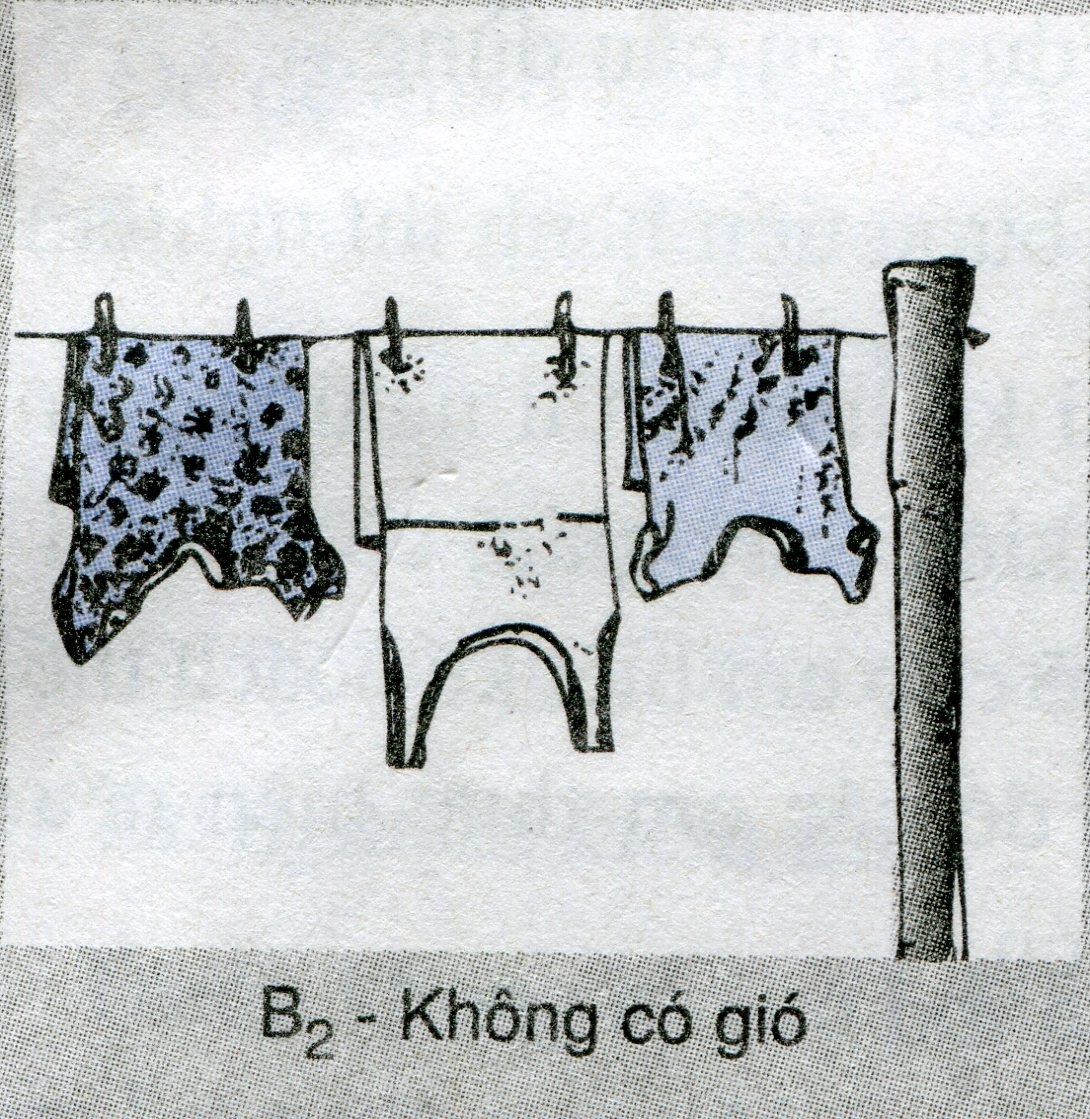 B₂ - Không có gió